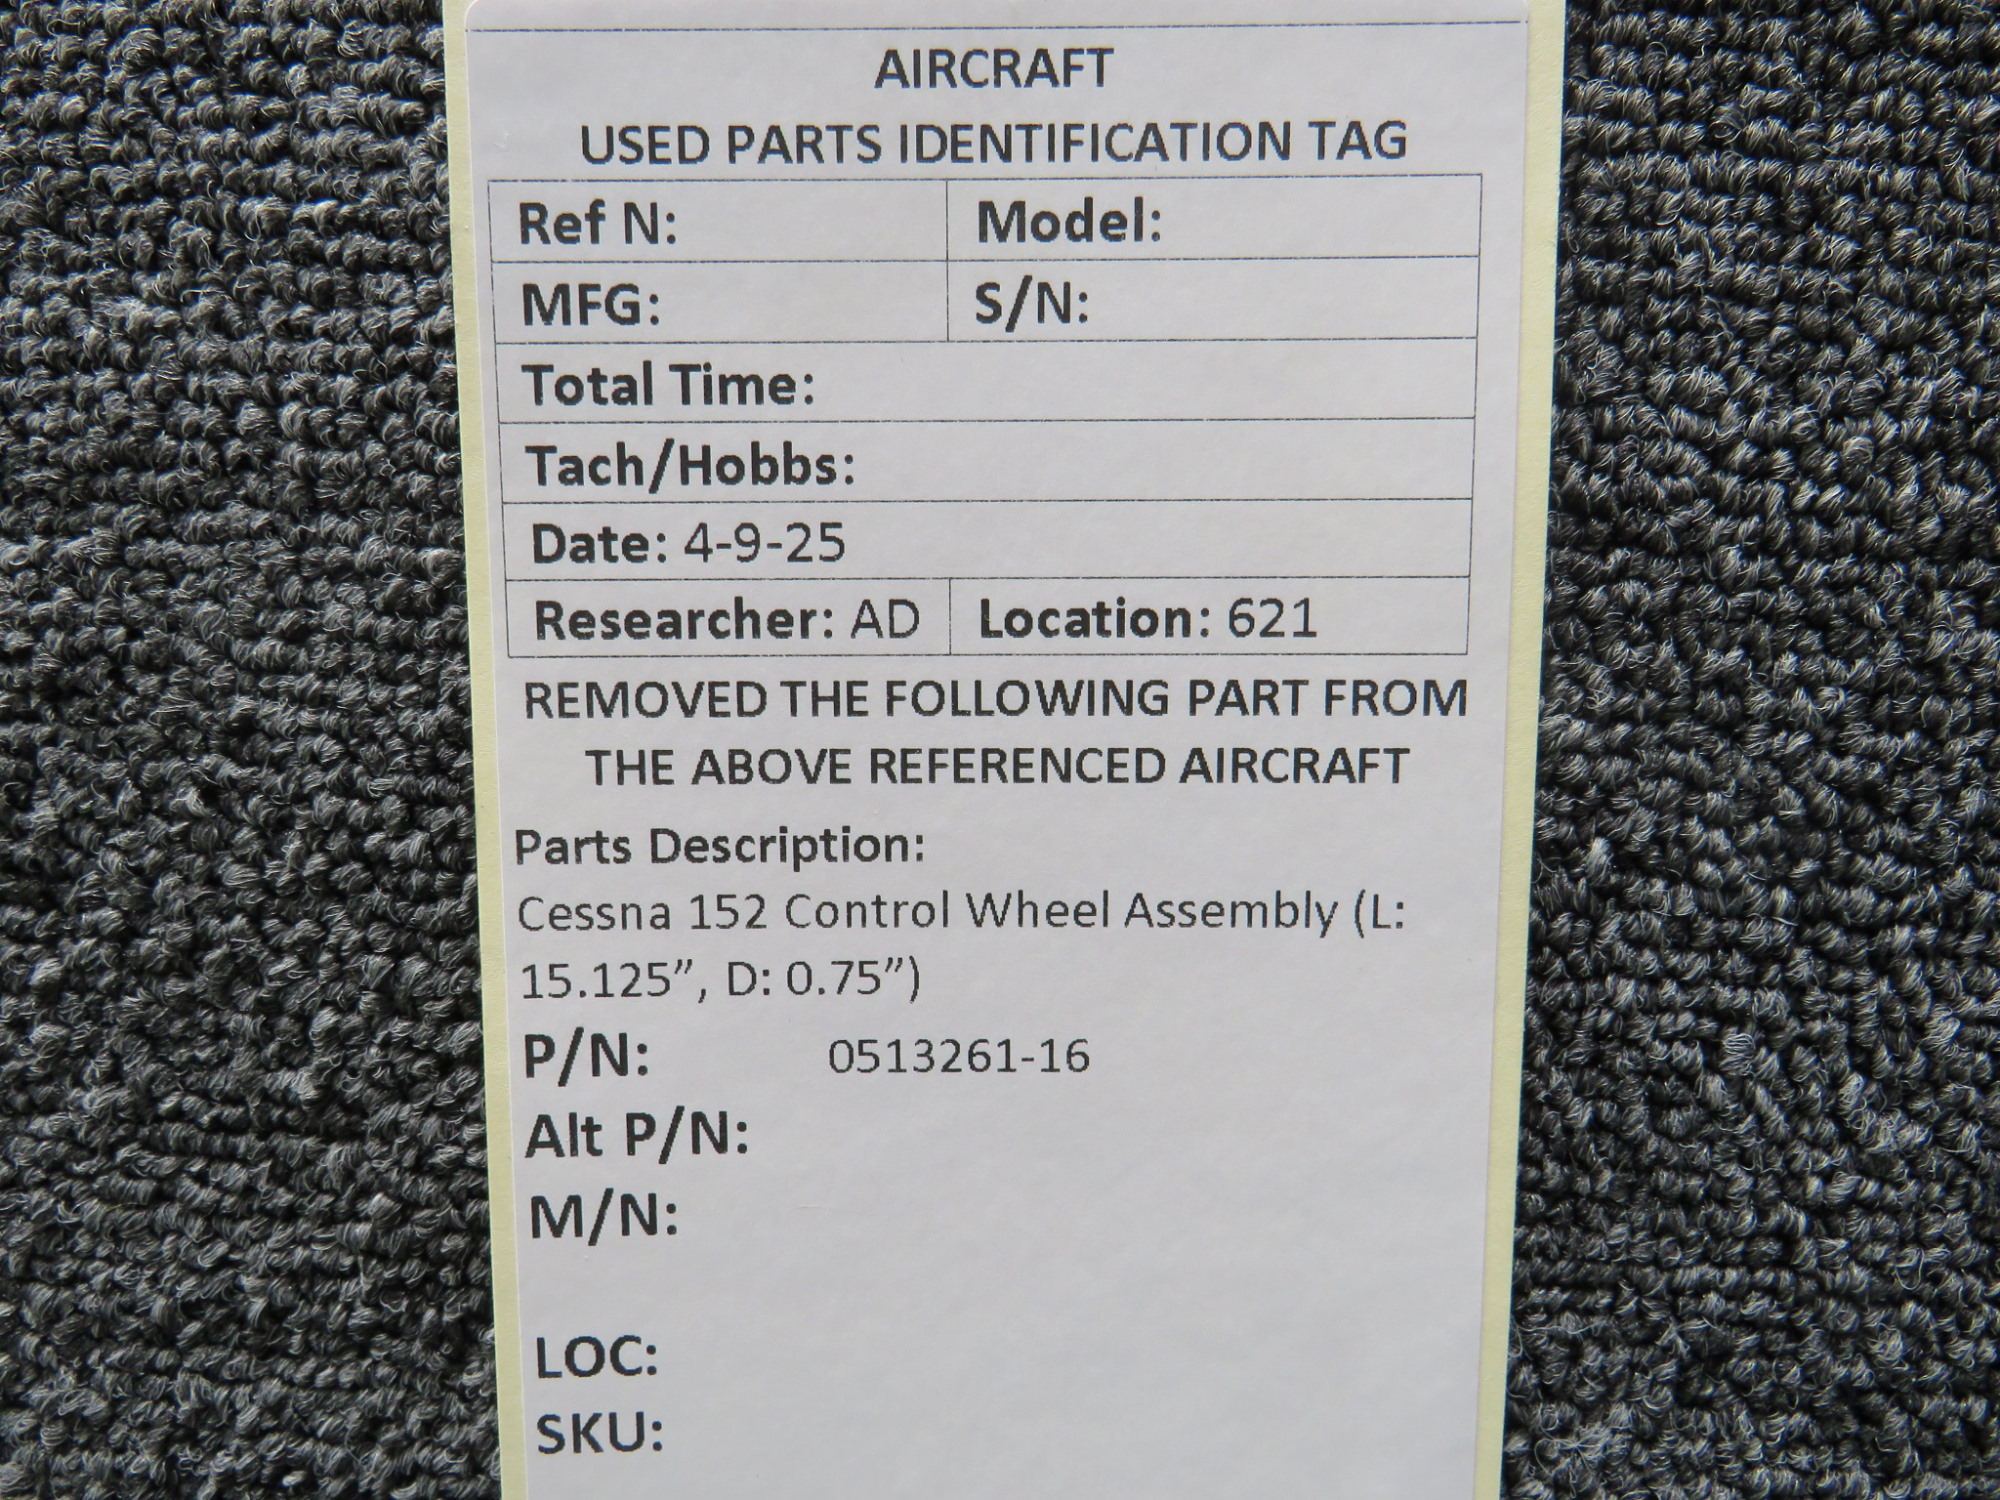 AIRCRAFT
USED PARTS IDENTIFICATION TAG
Ref N: Model:
MFG: S/N:
Total Time:
Tach/Hobbs:
Date: 4-9-25
Researcher: AD Location: 621
REMOVED THE FOLLOWING PART FROM
THE ABOVE REFERENCED AIRCRAFT
Parts Description:
Cessna 152 Control Wheel Assembly (L:
15.125”, D: 0.75”)
P/N: 0513261-16
Alt P/N:
M/N:
LOC:
SKU: